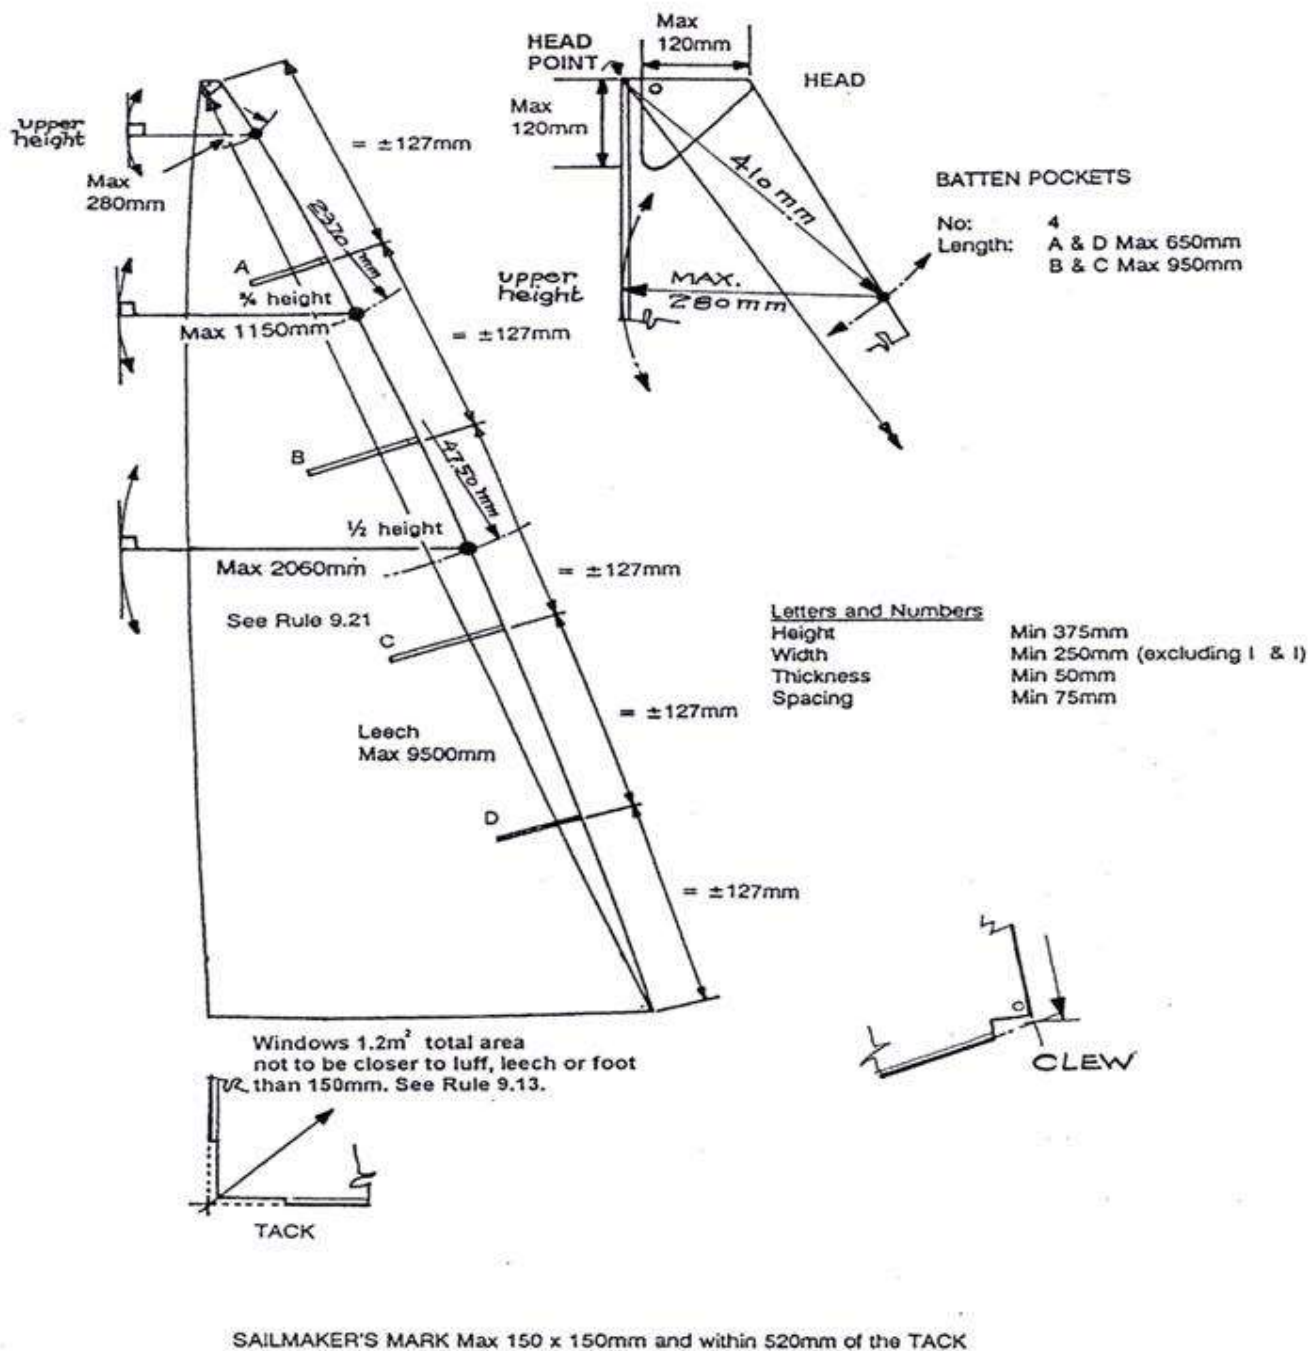 Max
120mm
HEAD
POINT
HEAD
Max
120mm
upper
height
Max
280mm
= ±127mm
410mm
BATTEN POCKETS
No: 4
Length: A & D Max 650mm
B & C Max 950mm
2370 mm
A
¾ height
Max 1150mm
upper
height
MAX.
280mm
= ±127mm
B
4750mm
½ height
Max 2060mm
See Rule 9.21
= ±127mm
C
Letters and Numbers
Height Min 375mm
Width Min 250mm (excluding I & I)
Thickness Min 50mm
Spacing Min 75mm
= ±127mm
Leech
Max 9500mm
D
= ±127mm
Windows 1.2m² total area
not to be closer to luff, leech or foot
than 150mm. See Rule 9.13.
CLEW
TACK
SAILMAKER'S MARK Max 150 x 150mm and within 520mm of the TACK